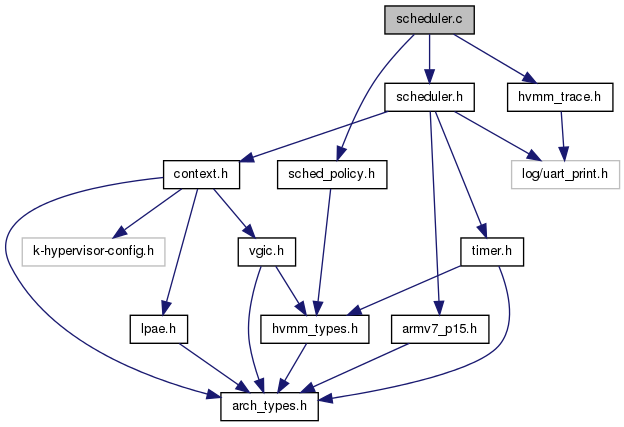 scheduler.c
scheduler.h
hvmm_trace.h
context.h
sched_policy.h
log/uart_print.h
k-hypervisor-config.h
vgic.h
timer.h
lpae.h
hvmm_types.h
armv7_p15.h
arch_types.h